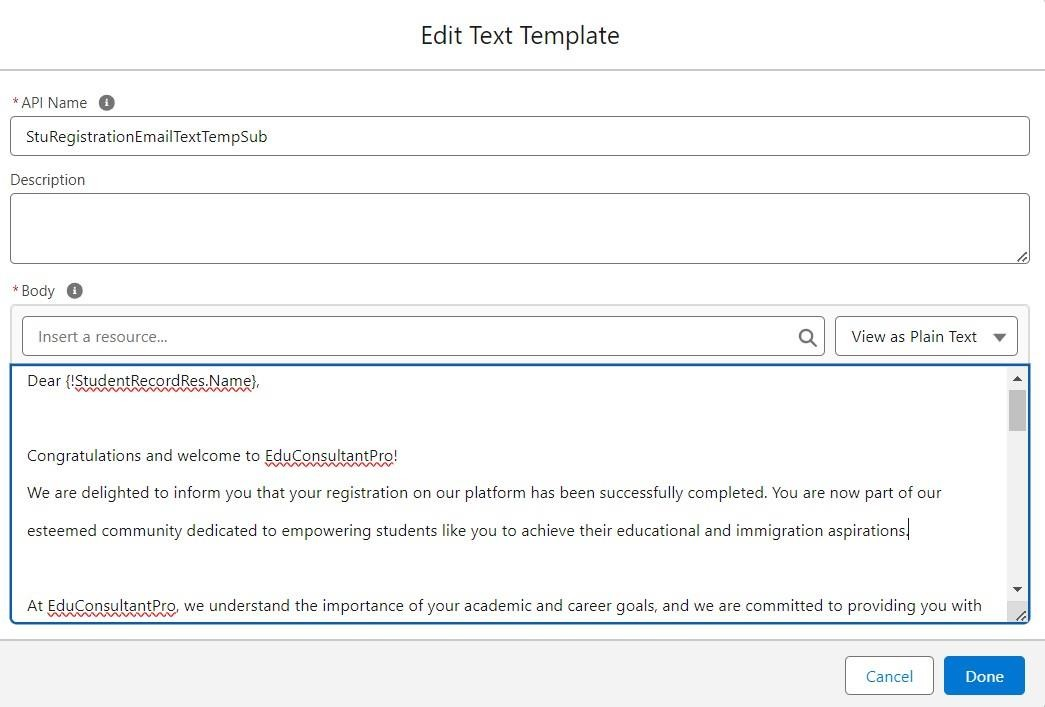 Edit Text Template
*API Name
StuRegistrationEmailTextTempSub
Description
*Body
Insert a resource...
View as Plain Text
Dear {!StudentRecordRes.Name},
Congratulations and welcome to EduConsultantPro!
We are delighted to inform you that your registration on our platform has been successfully completed. You are now part of our
esteemed community dedicated to empowering students like you to achieve their educational and immigration aspirations.
At EduConsultantPro, we understand the importance of your academic and career goals, and we are committed to providing you with
Cancel
Done